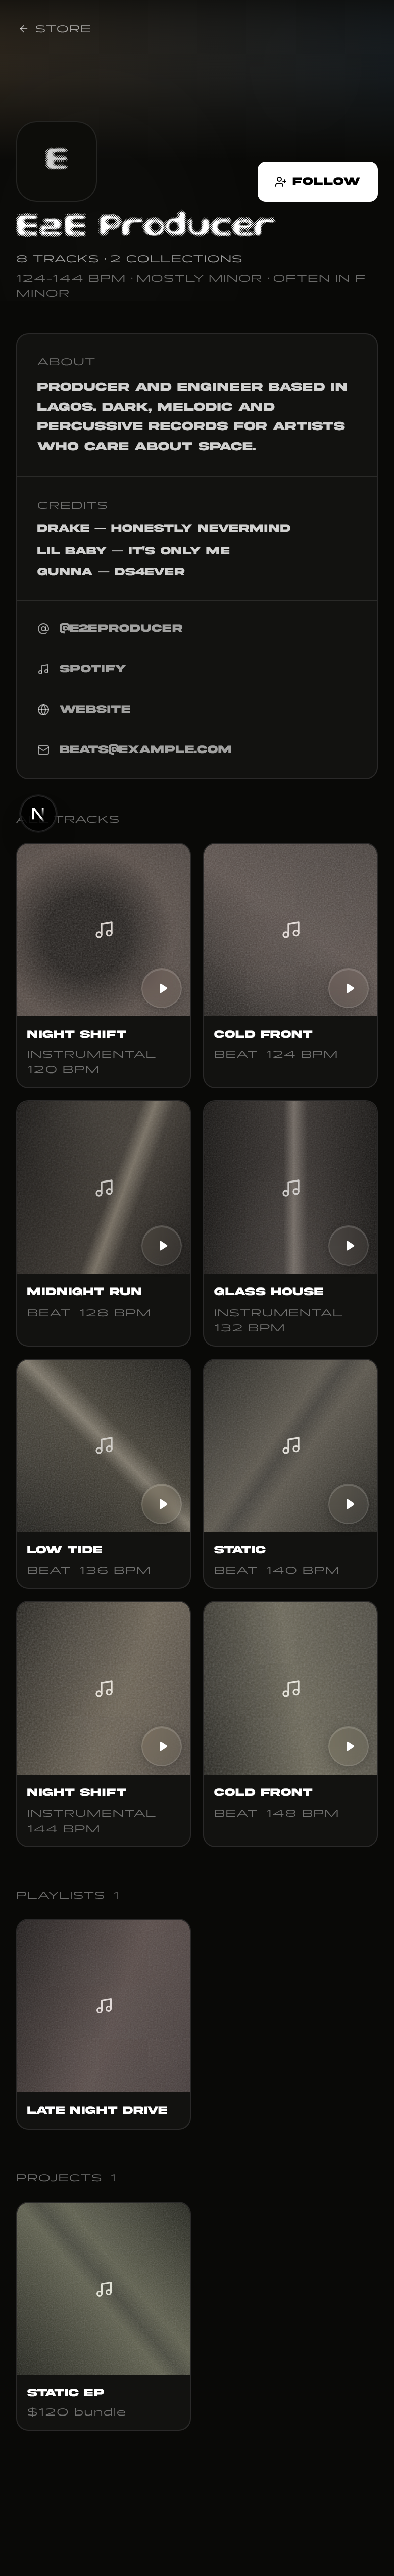 ← STORE
E
FOLLOW
E2E Producer
8 TRACKS · 2 COLLECTIONS
124-144 BPM · MOSTLY MINOR · OFTEN IN F
MINOR
ABOUT
PRODUCER AND ENGINEER BASED IN
LAGOS. DARK, MELODIC AND
PERCUSSIVE RECORDS FOR ARTISTS
WHO CARE ABOUT SPACE.
CREDITS
DRAKE — HONESTLY NEVERMIND
LIL BABY — IT'S ONLY ME
GUNNA — DS4EVER
@E2EPRODUCER
SPOTIFY
WEBSITE
BEATS@EXAMPLE.COM
N
TRACKS
NIGHT SHIFT
INSTRUMENTAL
120 BPM
COLD FRONT
BEAT 124 BPM
MIDNIGHT RUN
BEAT 128 BPM
GLASS HOUSE
INSTRUMENTAL
132 BPM
LOW TIDE
BEAT 136 BPM
STATIC
BEAT 140 BPM
NIGHT SHIFT
INSTRUMENTAL
144 BPM
COLD FRONT
BEAT 148 BPM
PLAYLISTS 1
LATE NIGHT DRIVE
PROJECTS 1
STATIC EP
$120 bundle